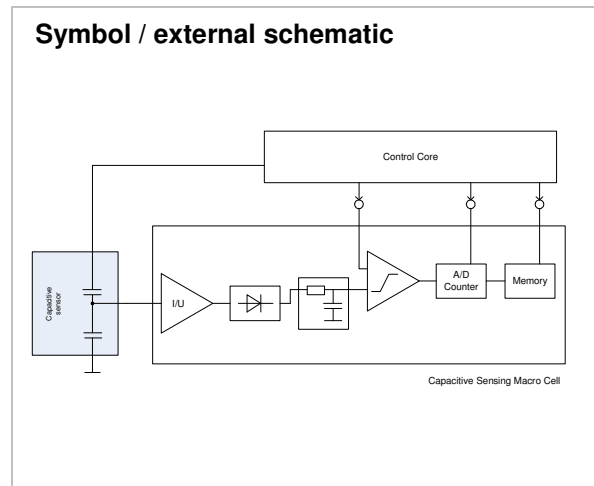 Symbol / external schematic
Control Core
Capacitive
sensor
I/U
A/D
Counter
Memory
Capacitive Sensing Macro Cell